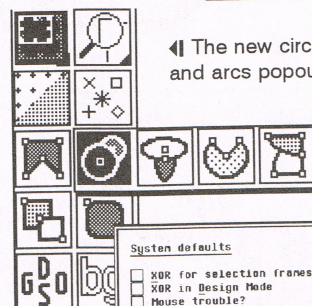 The new circ
and arcs popou
System defaults
XOR for selection frames
XOR in Design Mode
Mouse trouble?
GDSO
bg